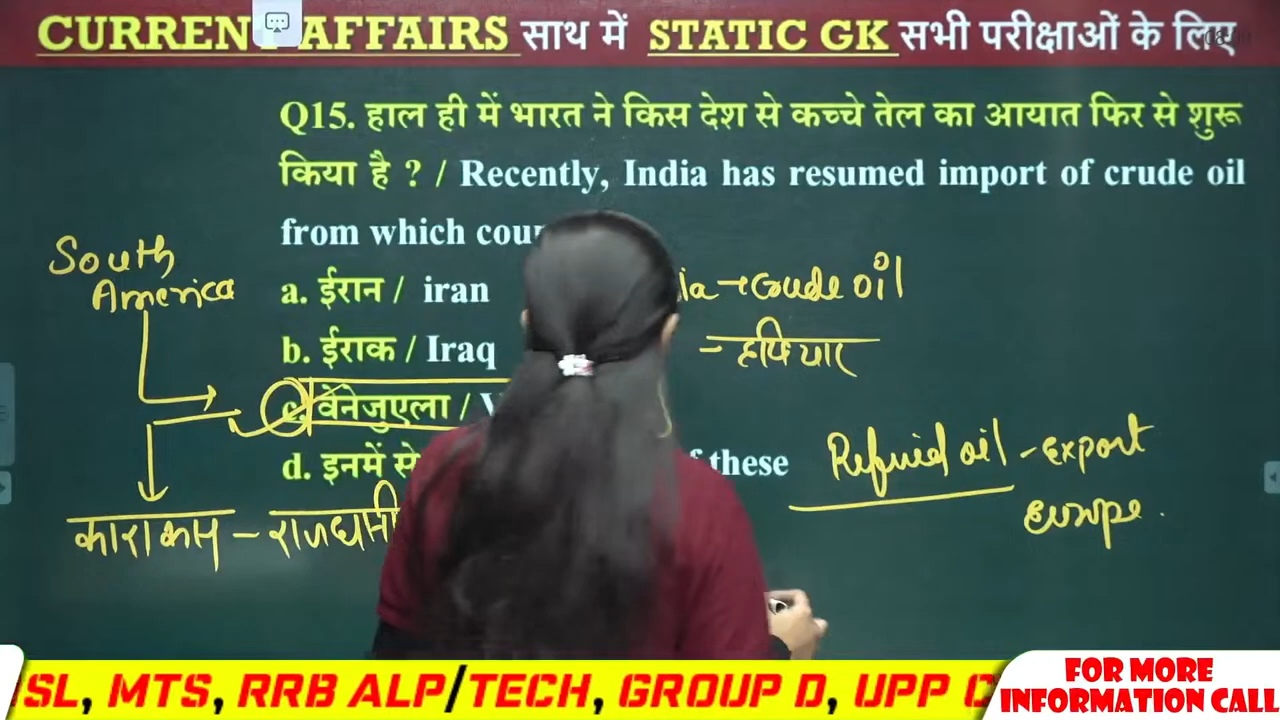 CURREN AFFAIRS साथ में STATIC GK सभी परीक्षाओं के लिए
Q15. हाल ही में भारत ने किस देश से कच्चे तेल का आयात फिर से शुरू
किया है ? / Recently, India has resumed import of crude oil
from which
South
America
a. ईरान / iran
Crude oil
b. ईराक / Iraq
- हथियार
c. वेनेजुएला /
d. इनमें से
these
Refined oil - export
Europe.
काराकास - राजधानी
SL, MTS, RRB ALP/TECH, GROUP D, UPP
FOR MORE
INFORMATION CALL